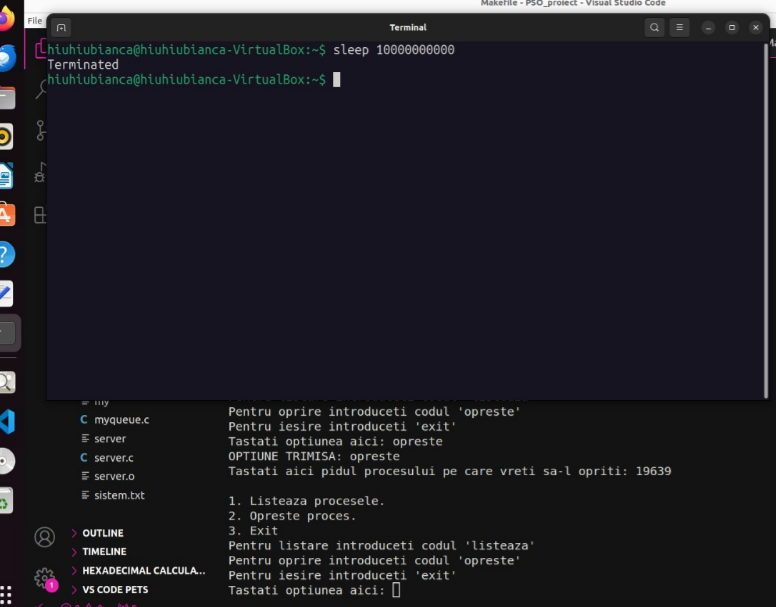 Makefile - PSO_proiect - Visual Studio Code
File
Terminal
hiuhiubianca@hiuhiubianca-VirtualBox:~$ sleep 10000000000
Terminated
hiuhiubianca@hiuhiubianca-VirtualBox:~$
my
C myqueue.c
server
C server.c
server.o
sistem.txt
OUTLINE
TIMELINE
HEXADECIMAL CALCULA...
VS CODE PETS
1
Pentru oprire introduceti codul 'opreste'
Pentru iesire introduceti 'exit'
Tastati optiunea aici: opreste
OPTIUNE TRIMISA: opreste
Tastati aici pidul procesului pe care vreti sa-l opriti: 19639
1. Listeaza procesele.
2. Opreste proces.
3. Exit
Pentru listare introduceti codul 'listeaza'
Pentru oprire introduceti codul 'opreste'
Pentru iesire introduceti 'exit'
Tastati optiunea aici: